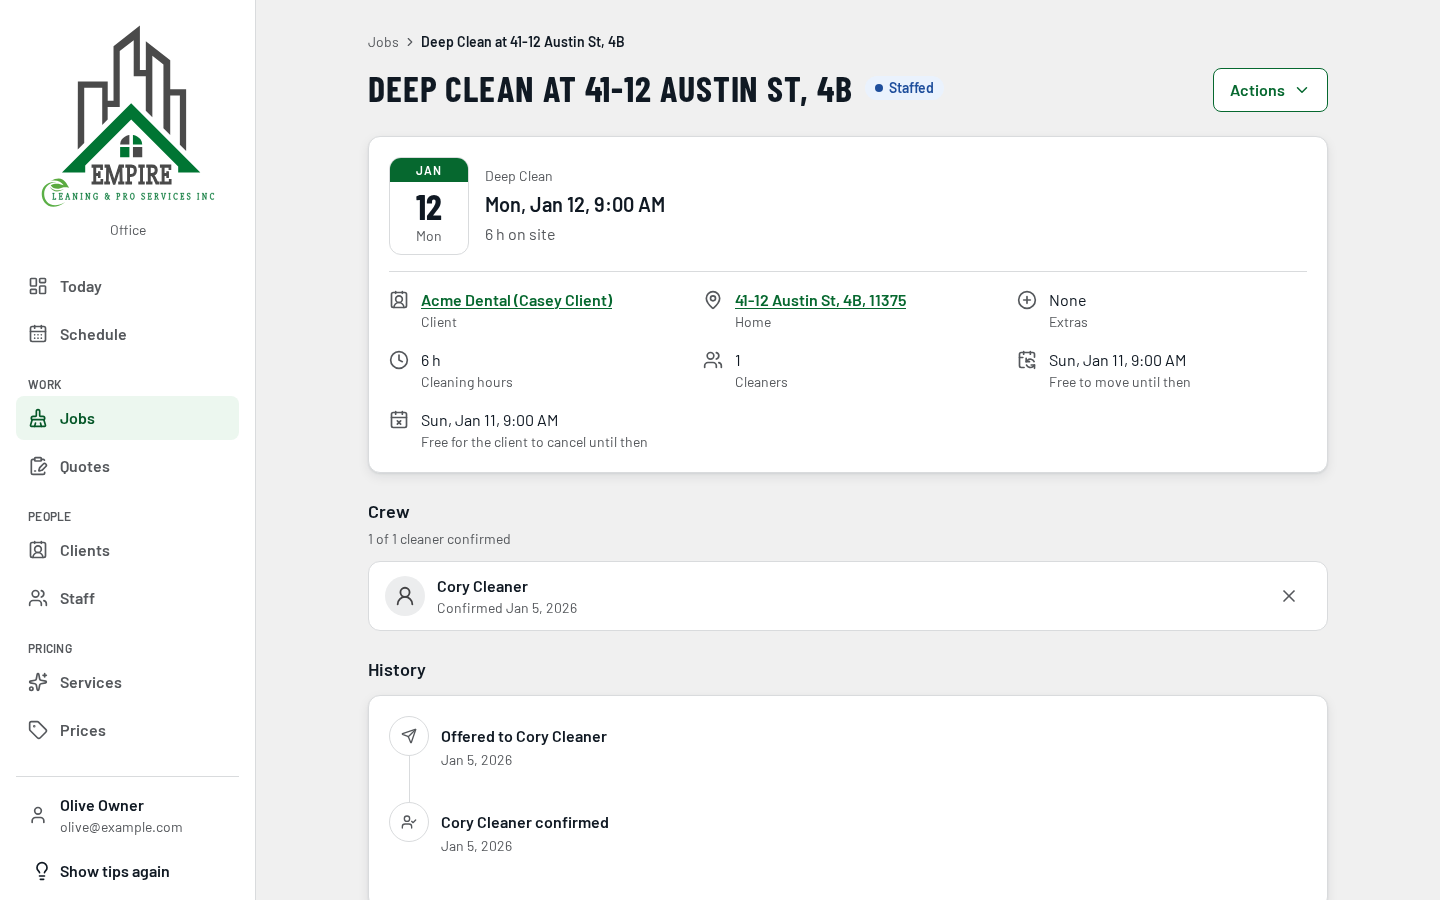 EMPIRE
LEANING & PRO SERVICES INC
Office
Today
Schedule
WORK
Jobs
Quotes
PEOPLE
Clients
Staff
PRICING
Services
Prices
Olive Owner
olive@example.com
Show tips again
Jobs > Deep Clean at 41-12 Austin St, 4B
DEEP CLEAN AT 41-12 AUSTIN ST, 4B
Staffed
Actions
JAN
12
Mon
Deep Clean
Mon, Jan 12, 9:00 AM
6 h on site
Acme Dental (Casey Client)
Client
41-12 Austin St, 4B, 11375
Home
None
Extras
6 h
Cleaning hours
1
Cleaners
Sun, Jan 11, 9:00 AM
Free to move until then
Sun, Jan 11, 9:00 AM
Free for the client to cancel until then
Crew
1 of 1 cleaner confirmed
Cory Cleaner
Confirmed Jan 5, 2026
History
Offered to Cory Cleaner
Jan 5, 2026
Cory Cleaner confirmed
Jan 5, 2026